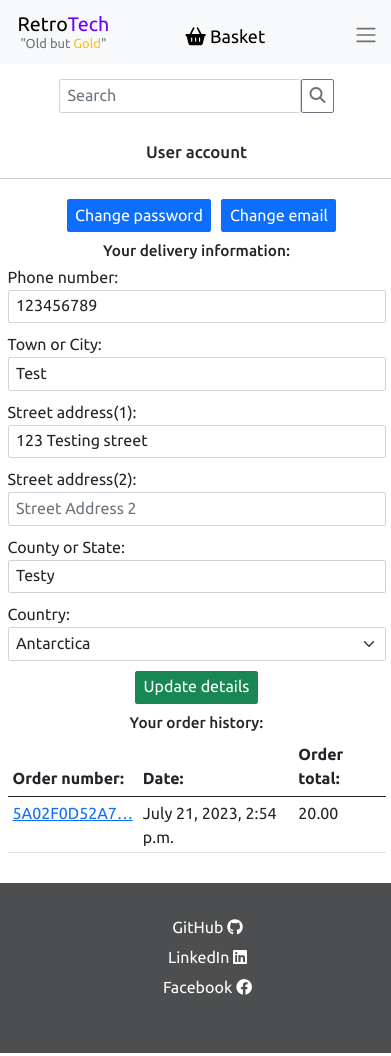 RetroTech
"Old but Gold"
Basket
Search
User account
Change password Change email
Your delivery information:
Phone number:
123456789
Town or City:
Test
Street address(1):
123 Testing street
Street address(2):
Street Address 2
County or State:
Testy
Country:
Antarctica
Update details
Your order history:
Order number: Date: Order total:
5A02F0D52A7… July 21, 2023, 2:54 p.m. 20.00
GitHub
LinkedIn
Facebook